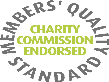 MEMBERS' QUALITY
CHARITY
COMMISSION
ENDORSED
STANDARD